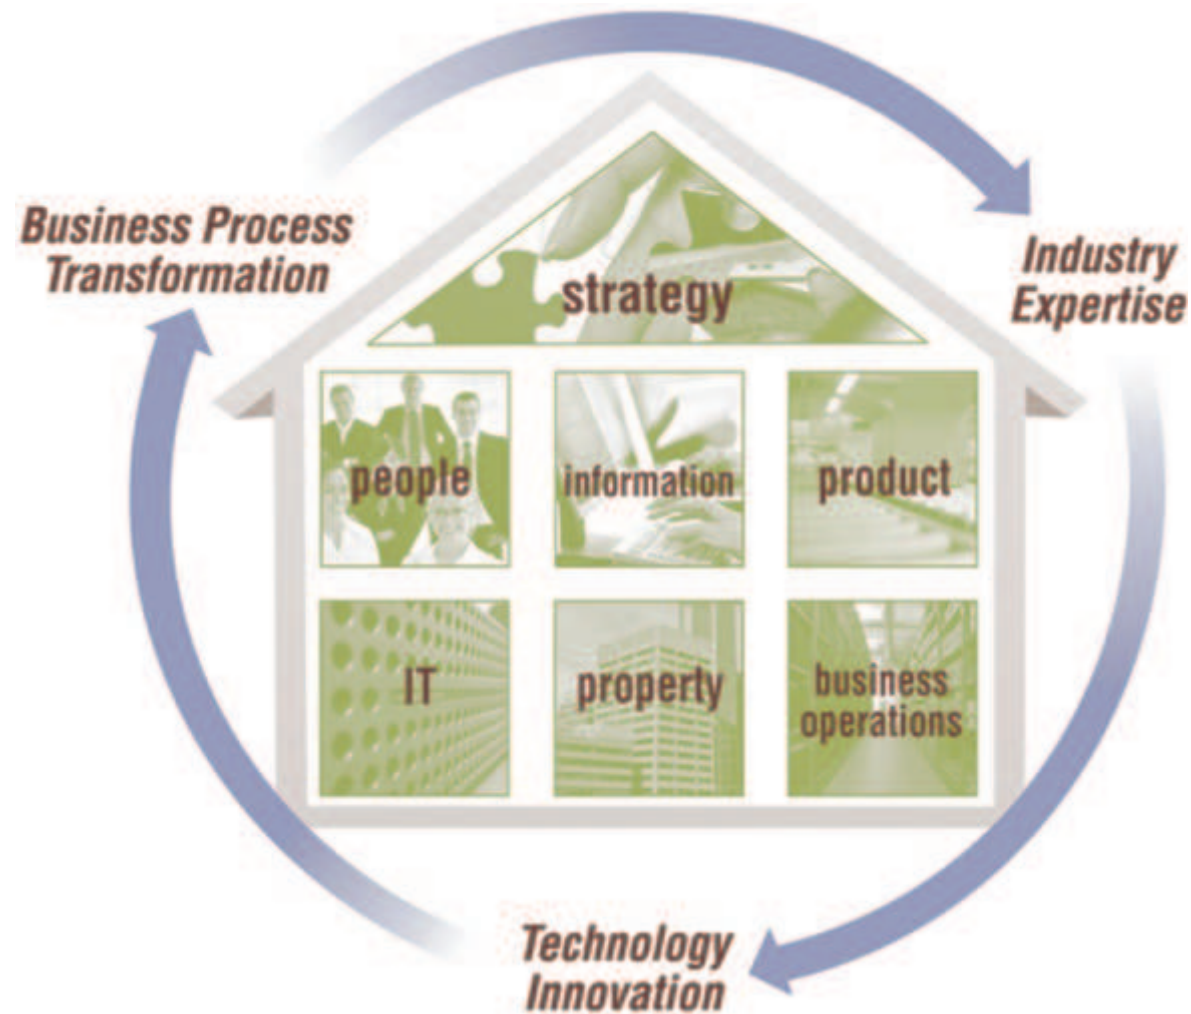 Business Process
Transformation
Industry
Expertise
strategy
people
information
product
IT
property
business
operations
Technology
Innovation